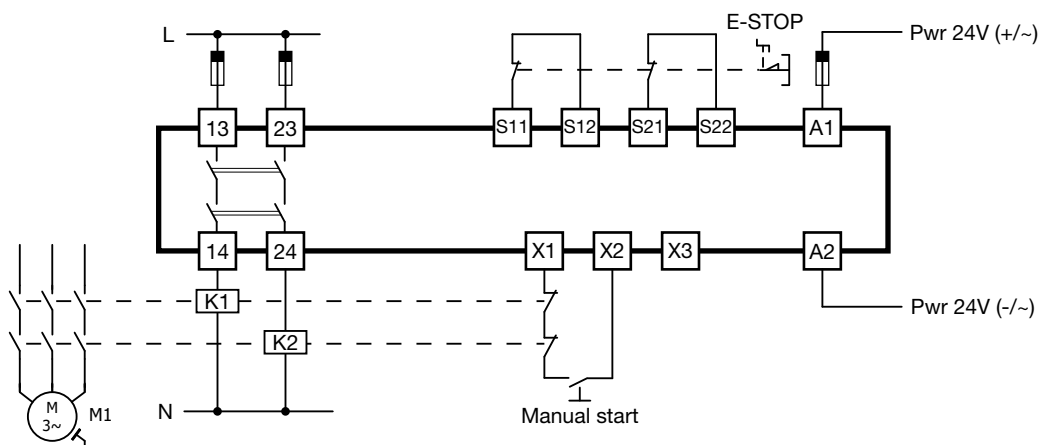 L
E-STOP
Pwr 24V (+/~)
13
23
S11
S12
S21
S22
A1
14
24
X1
X2
X3
A2
K1
K2
Pwr 24V (-/~)
M
3~
M1
N
Manual start